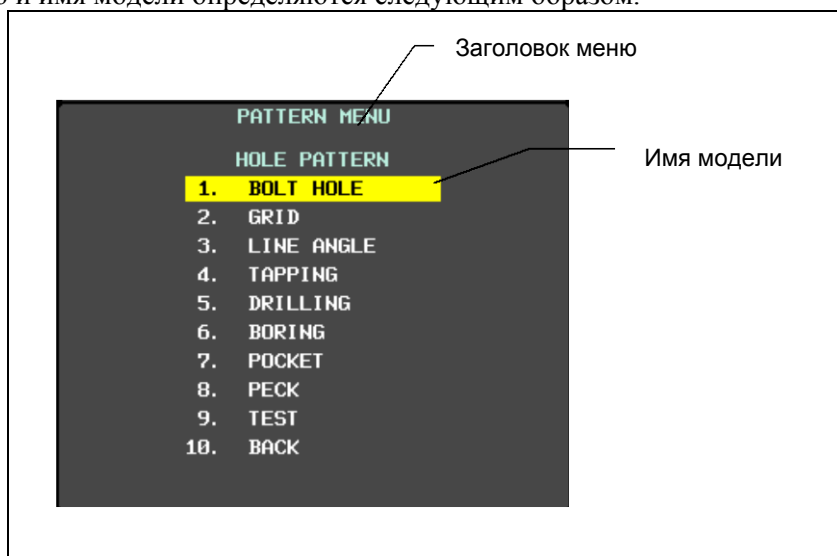 и имя модели определяются следующим образом.
Заголовок меню
PATTERN MENU
HOLE PATTERN
Имя модели
1. BOLT HOLE
2. GRID
3. LINE ANGLE
4. TAPPING
5. DRILLING
6. BORING
7. POCKET
8. PECK
9. TEST
10. BACK